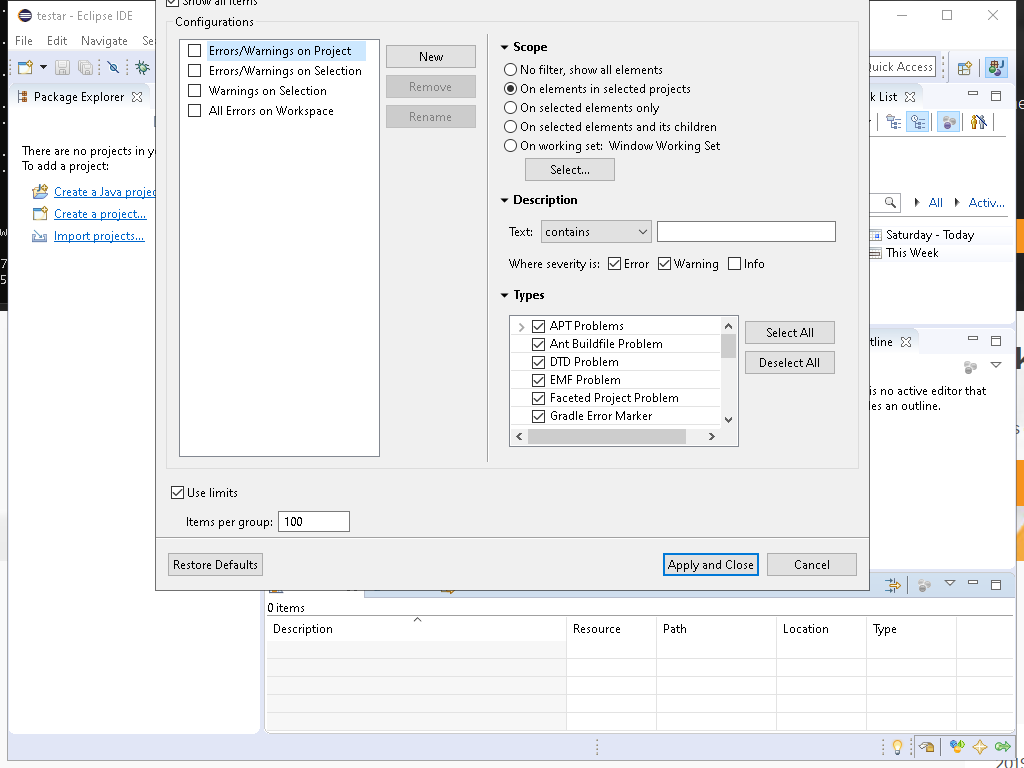 Show all items
testar - Eclipse IDE
Configurations
File Edit Navigate Se
Errors/Warnings on Project
Errors/Warnings on Selection
Warnings on Selection
All Errors on Workspace
New
Remove
Rename
Scope
No filter, show all elements
On elements in selected projects
On selected elements only
On selected elements and its children
On working set: Window Working Set
Select...
Description
Text: contains
Where severity is: Error Warning Info
Types
APT Problems
Ant Buildfile Problem
DTD Problem
EMF Problem
Faceted Project Problem
Gradle Error Marker
Select All
Deselect All
Use limits
Items per group: 100
Restore Defaults
Apply and Close
Cancel
Package Explorer
There are no projects in y
To add a project:
Create a Java projec
Create a project...
Import projects...
Quick Access
k List
All Activ...
Saturday - Today
This Week
tline
is no active editor that
des an outline.
0 items
Description Resource Path Location Type
2019